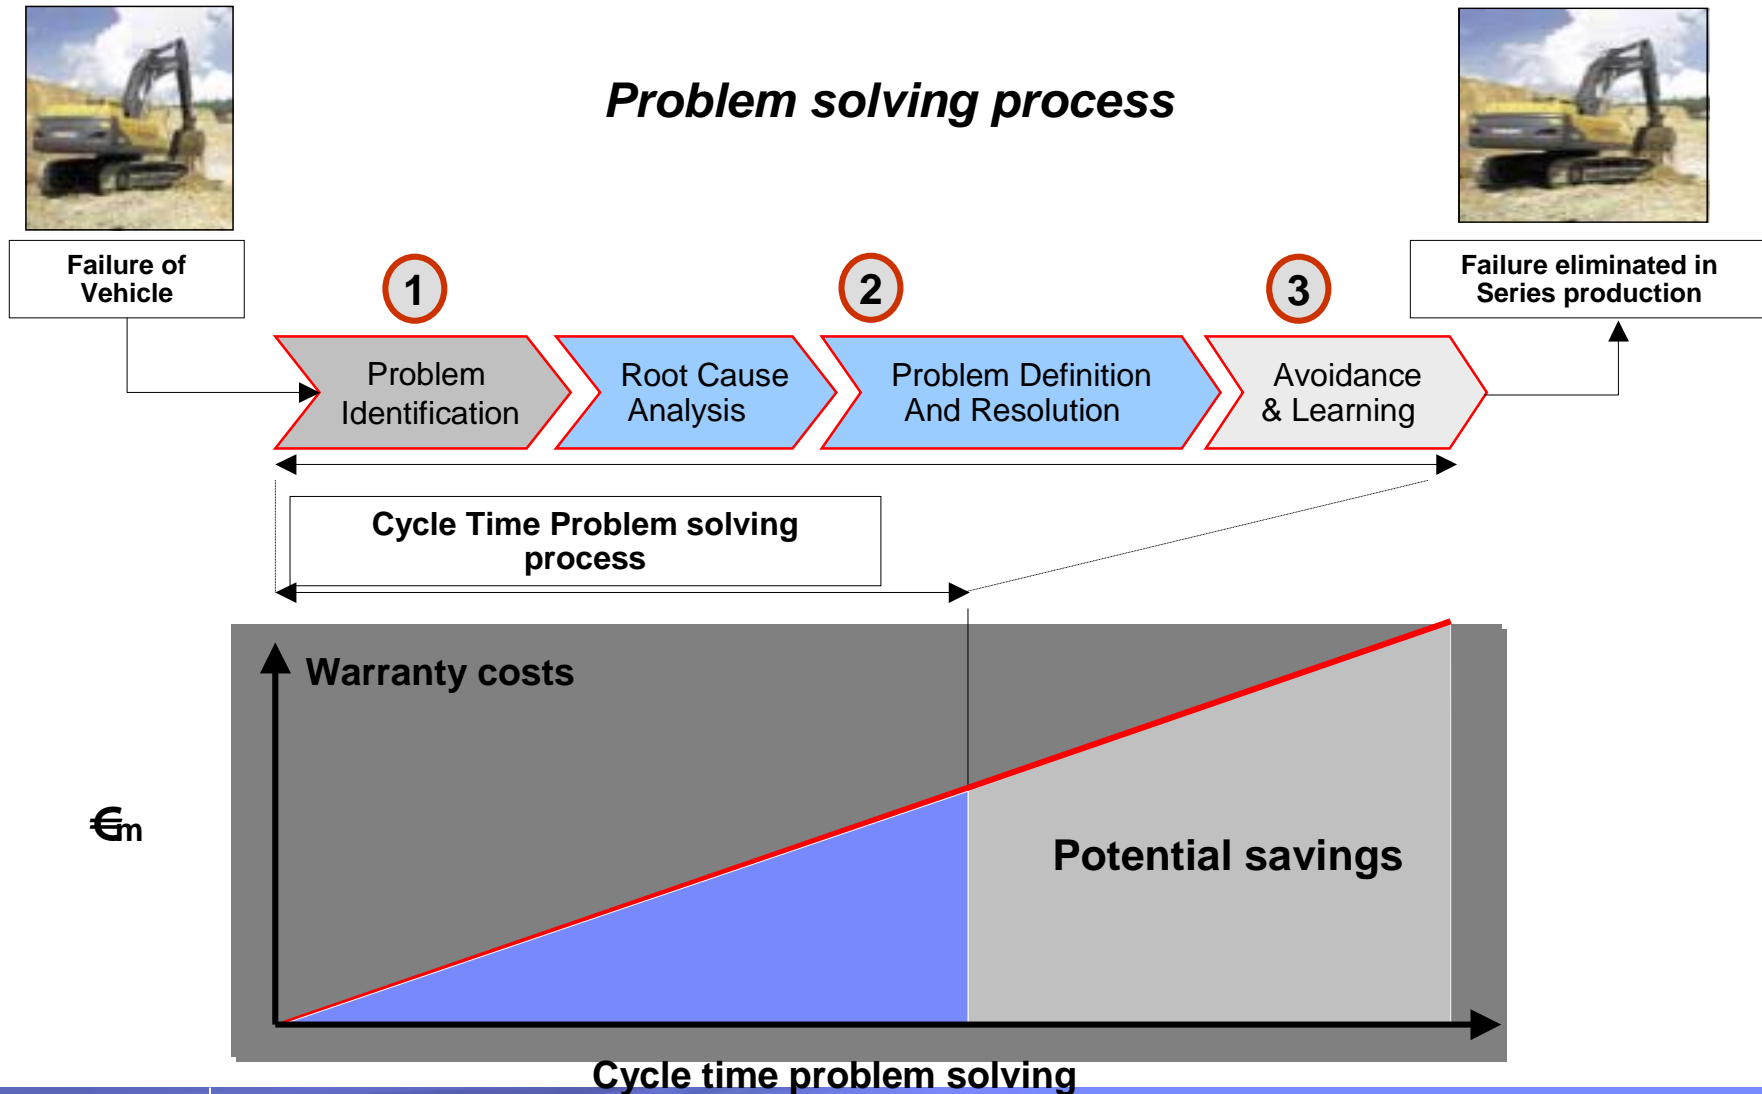 Problem solving process
Failure of
Vehicle
Failure eliminated in
Series production
1
2
3
Problem
Identification
Root Cause
Analysis
Problem Definition
And Resolution
Avoidance
& Learning
Cycle Time Problem solving
process
Warranty costs
€m
Potential savings
Cycle time problem solving